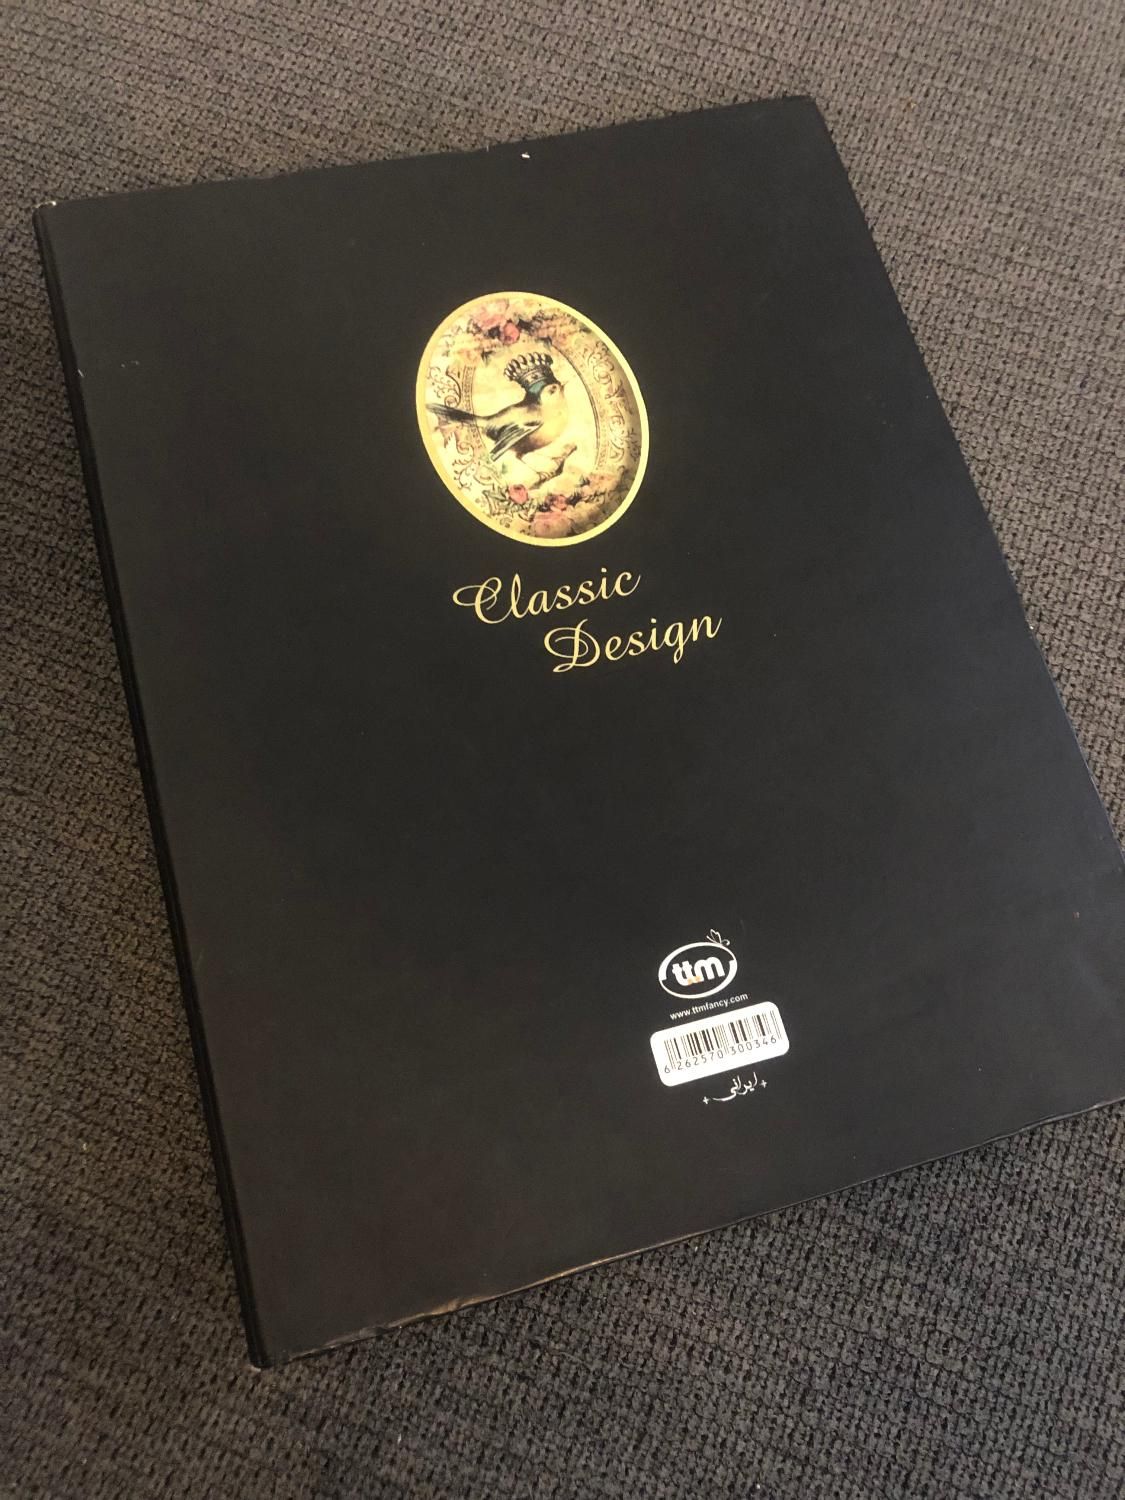 Classic
Design
ttm
www.ttmfancy.com
6 262570 300346
+ ایرانی +